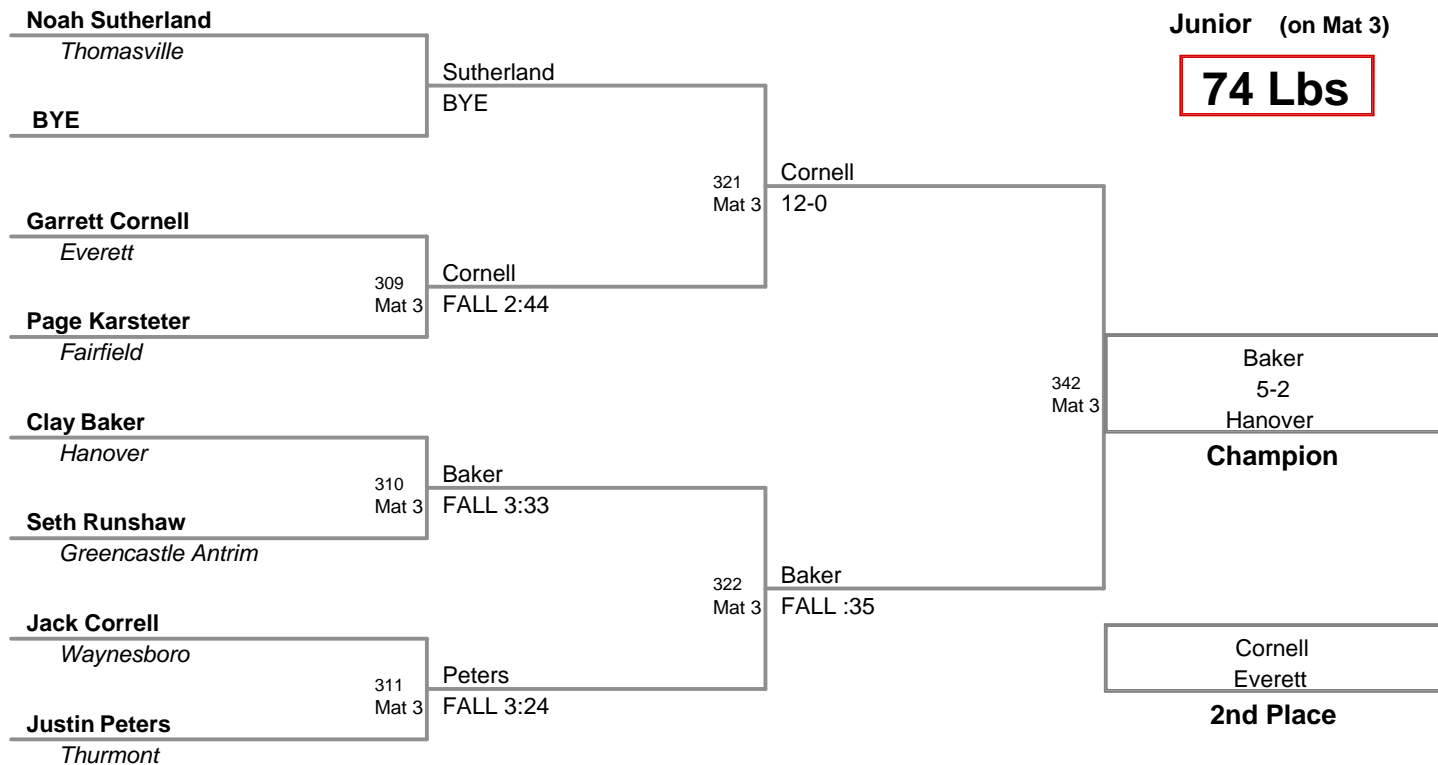 Noah Sutherland
Thomasville
BYE
Garrett Cornell
Everett
Page Karsteter
Fairfield
Clay Baker
Hanover
Seth Runshaw
Greencastle Antrim
Jack Correll
Waynesboro
Justin Peters
Thurmont
Sutherland
BYE
309
Mat 3
Cornell
FALL 2:44
310
Mat 3
Baker
FALL 3:33
311
Mat 3
Peters
FALL 3:24
321
Mat 3
Cornell
12-0
322
Mat 3
Baker
FALL :35
342
Mat 3
Junior (on Mat 3)
74 Lbs
Baker
5-2
Hanover
Champion
Cornell
Everett
2nd Place